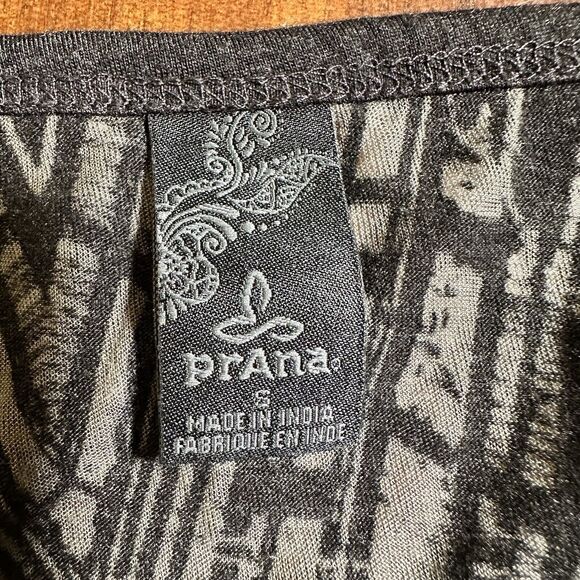 prAna
S
MADE IN INDIA
FABRIQUE EN INDE